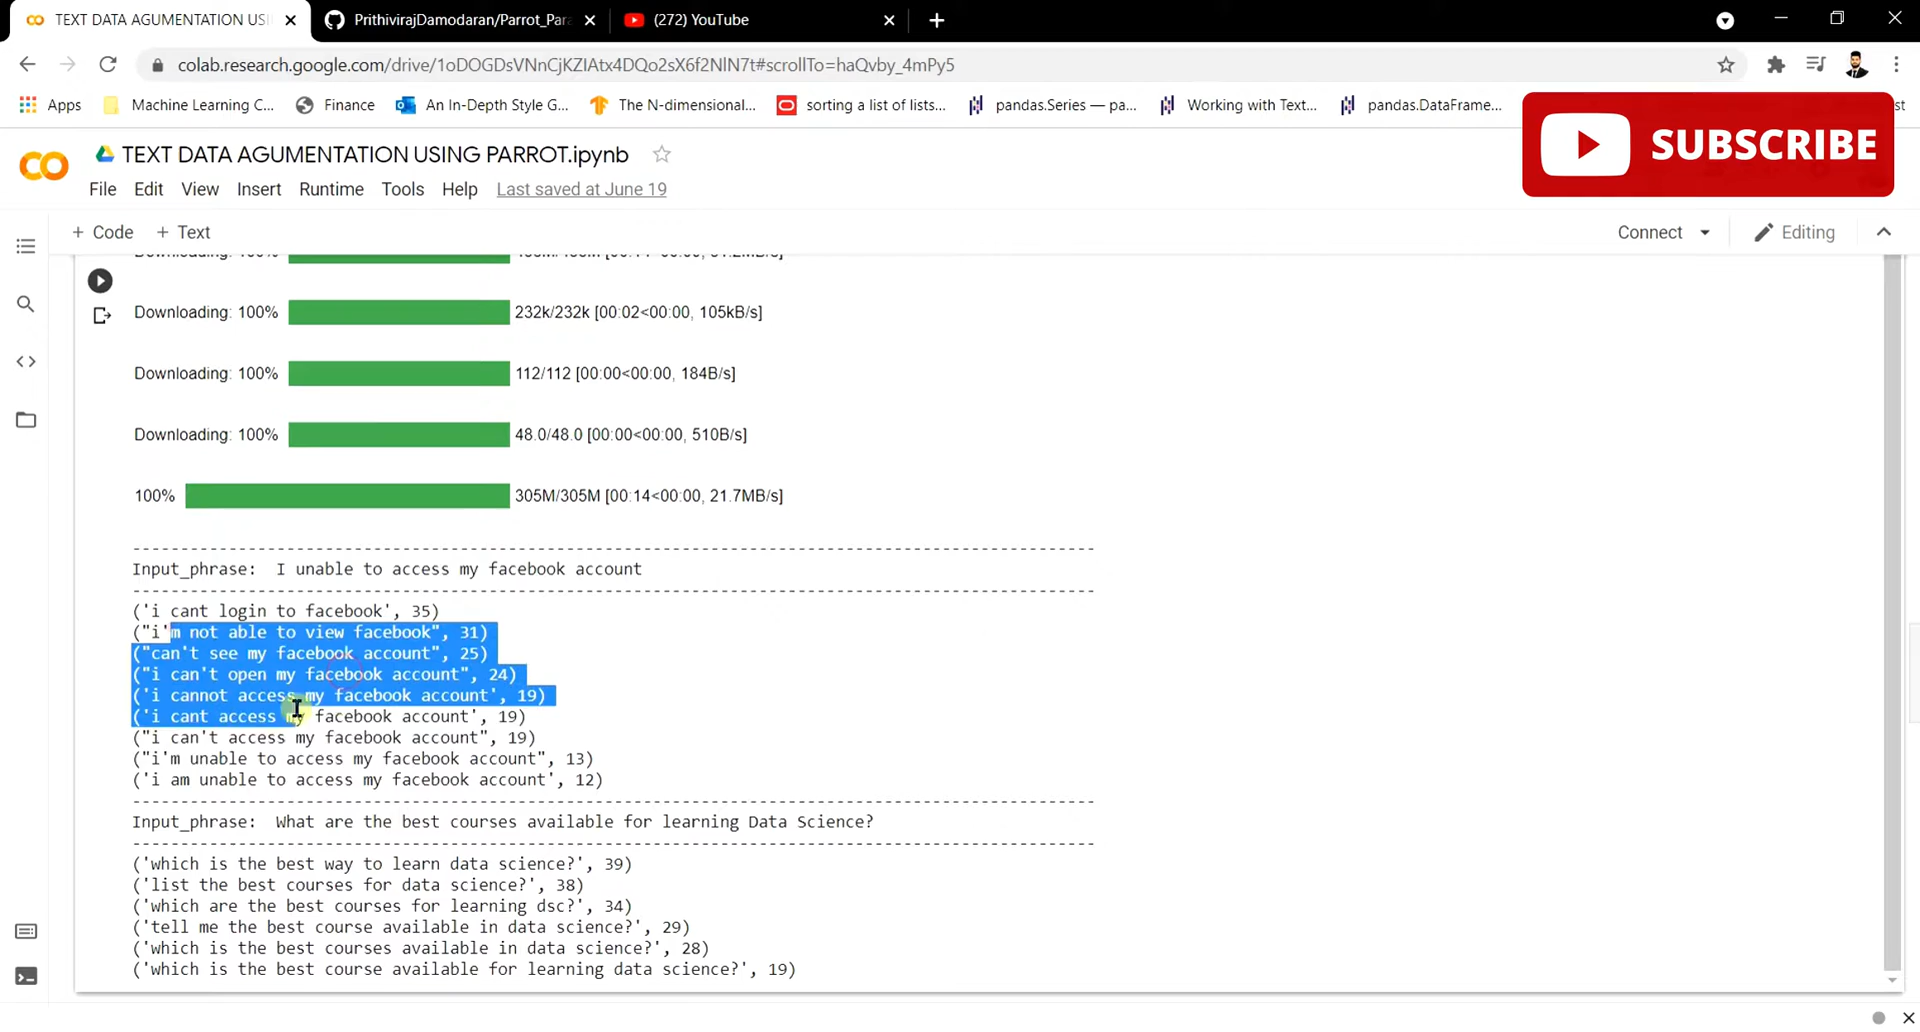 TEXT DATA AGUMENTATION USI
PrithivirajDamodaran/Parrot_Para
(272) YouTube
colab.research.google.com/drive/1oDOGDsVNnCjKZIAtx4DQo2sX6f2NlN7t#scrollTo=haQvby_4mPy5
Apps
Machine Learning C...
Finance
An In-Depth Style G...
The N-dimensional...
sorting a list of lists...
pandas.Series — pa...
Working with Text...
pandas.DataFrame...
SUBSCRIBE
TEXT DATA AGUMENTATION USING PARROT.ipynb
File Edit View Insert Runtime Tools Help Last saved at June 19
+ Code + Text
Connect
Editing
Downloading: 100% 232k/232k [00:02<00:00, 105kB/s]
Downloading: 100% 112/112 [00:00<00:00, 184B/s]
Downloading: 100% 48.0/48.0 [00:00<00:00, 510B/s]
100% 305M/305M [00:14<00:00, 21.7MB/s]
Input_phrase: I unable to access my facebook account
('i cant login to facebook', 35)
("i'm not able to view facebook", 31)
("can't see my facebook account", 25)
("i can't open my facebook account", 24)
('i cannot access my facebook account', 19)
('i cant access my facebook account', 19)
("i can't access my facebook account", 19)
("i'm unable to access my facebook account", 13)
('i am unable to access my facebook account', 12)
Input_phrase: What are the best courses available for learning Data Science?
('which is the best way to learn data science?', 39)
('list the best courses for data science?', 38)
('which are the best courses for learning dsc?', 34)
('tell me the best course available in data science?', 29)
('which is the best courses available in data science?', 28)
('which is the best course available for learning data science?', 19)